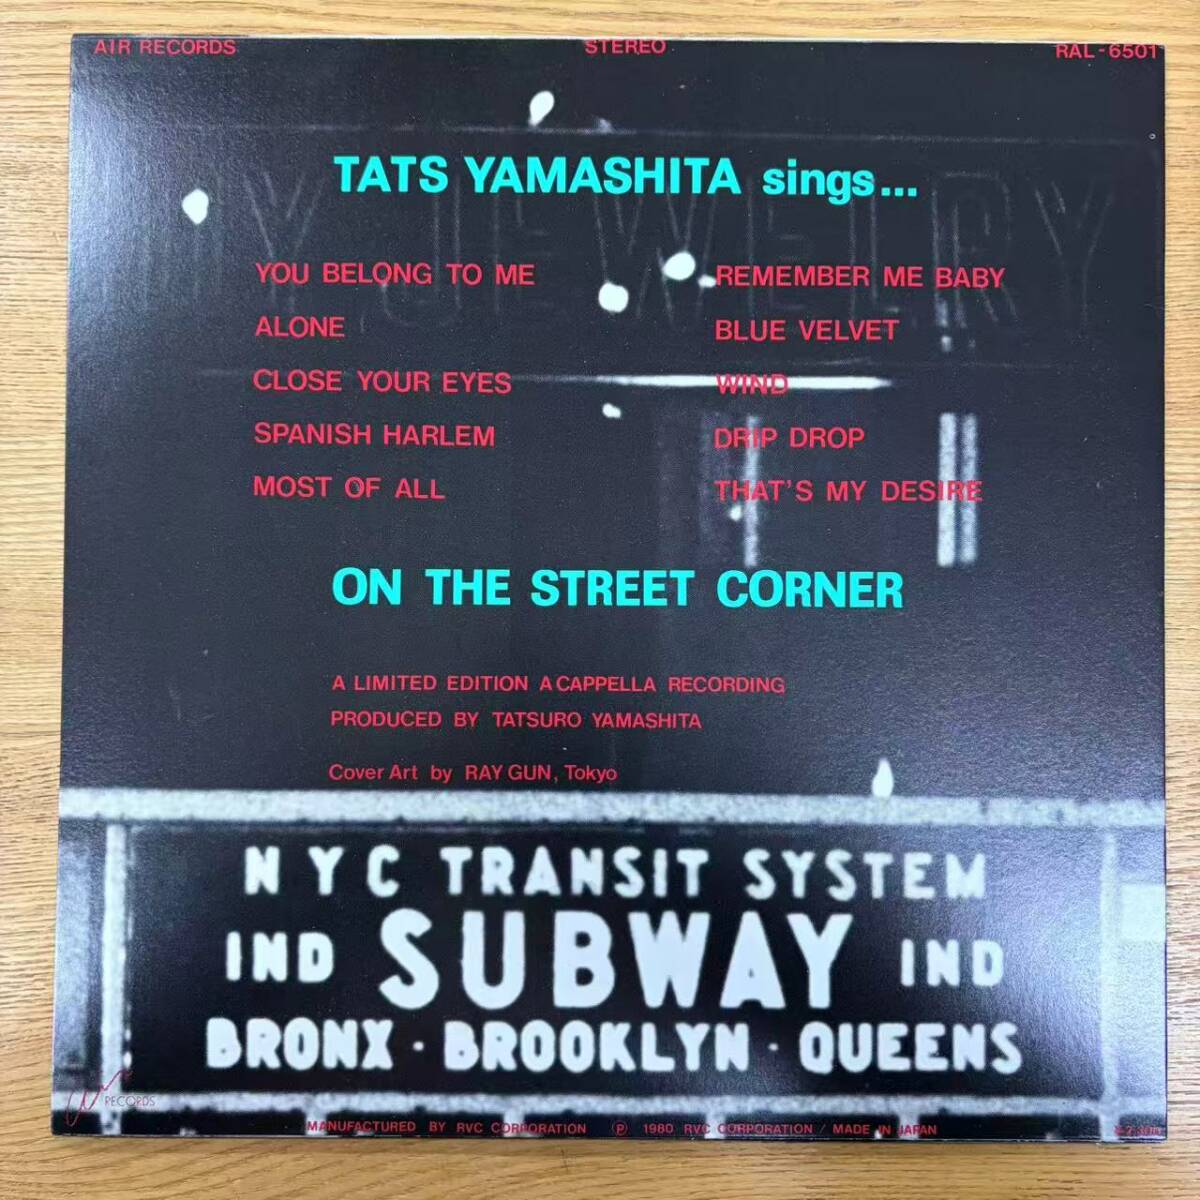 AIR RECORDS STEREO RAL-6501
TATS YAMASHITA sings...
YOU BELONG TO ME
ALONE
CLOSE YOUR EYES
SPANISH HARLEM
MOST OF ALL
REMEMBER ME BABY
BLUE VELVET
WIND
DRIP DROP
THAT'S MY DESIRE
JEWELRY
ON THE STREET CORNER
A LIMITED EDITION A CAPPELLA RECORDING
PRODUCED BY TATSURO YAMASHITA
Cover Art by RAY GUN, Tokyo
NYC TRANSIT SYSTEM
IND SUBWAY IND
BRONX · BROOKLYN · QUEENS
RECORDS
MANUFACTURED BY RVC CORPORATION Ⓟ 1980 RVC CORPORATION / MADE IN JAPAN